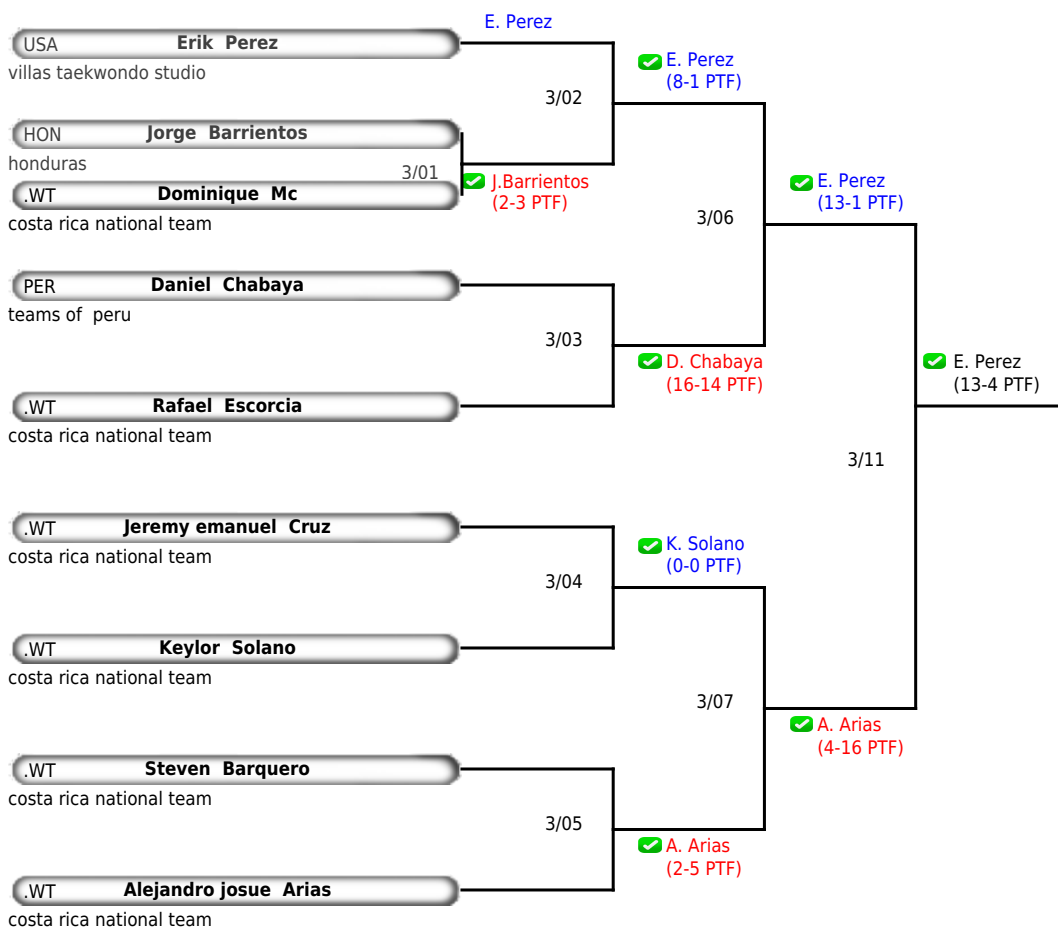 E. Perez
USA Erik Perez
villas taekwondo studio
E. Perez
(8-1 PTF)
3/02
HON Jorge Barrientos
honduras
3/01
J.Barrientos
(2-3 PTF)
.WT Dominique Mc
costa rica national team
E. Perez
(13-1 PTF)
3/06
PER Daniel Chabaya
teams of peru
3/03
D. Chabaya
(16-14 PTF)
E. Perez
(13-4 PTF)
.WT Rafael Escorcia
costa rica national team
3/11
.WT Jeremy emanuel Cruz
costa rica national team
K. Solano
(0-0 PTF)
3/04
.WT Keylor Solano
costa rica national team
3/07
A. Arias
(4-16 PTF)
.WT Steven Barquero
costa rica national team
3/05
A. Arias
(2-5 PTF)
.WT Alejandro josue Arias
costa rica national team